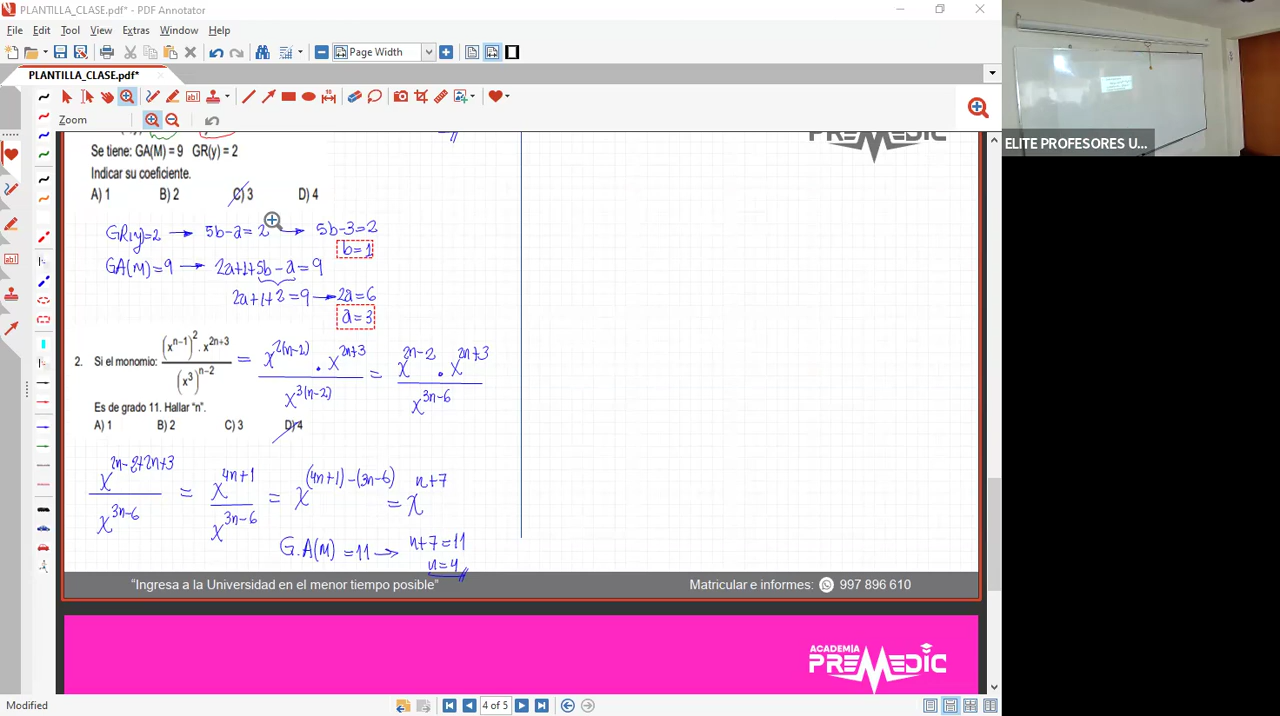 PLANTILLA_CLASE.pdf* - PDF Annotator
File Edit Tool View Extras Window Help
Page Width
PLANTILLA_CLASE.pdf*
Zoom
Se tiene: GA(M) = 9 GR(y) = 2
Indicar su coeficiente.
A) 1 B) 2 C) 3 D) 4
GR(y)=2 → 5b-a=2 → 5b-3=2
b=1
GA(M)=9 → 2a+1+5b-a=9
2a+1+2=9 → 2a=6
a=3
2. Si el monomio: (x^{n-1})^2 . x^{2n+3} / (x^3)^{n-2} = x^{2(n-2)} . x^{2n+3} / x^{3(n-2)} = x^{2n-2} . x^{2n+3} / x^{3n-6}
Es de grado 11. Hallar "n".
A) 1 B) 2 C) 3 D) 4
x^{2n-2+2n+3} / x^{3n-6} = x^{4n+1} / x^{3n-6} = x^{(4n+1)-(3n-6)} = x^{n+7}
G.A(M) = 11 → n+7=11
n=4
"Ingresa a la Universidad en el menor tiempo posible" Matricular e informes: 997 896 610
ACADEMIA
PREMEDIC
Modified
4 of 5
ELITE PROFESORES U...